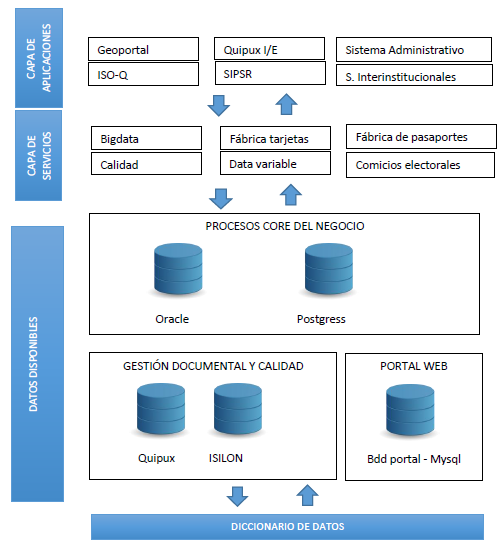 CAPA DE
APLICACIONES
Geoportal
Quipux I/E
Sistema Administrativo
ISO-Q
SIPSR
S. Interinstitucionales
CAPA DE
SERVICIOS
Bigdata
Fábrica tarjetas
Fábrica de pasaportes
Calidad
Data variable
Comicios electorales
DATOS DISPONIBLES
PROCESOS CORE DEL NEGOCIO
Oracle
Postgress
GESTIÓN DOCUMENTAL Y CALIDAD
Quipux
ISILON
PORTAL WEB
Bdd portal - Mysql
DICCIONARIO DE DATOS